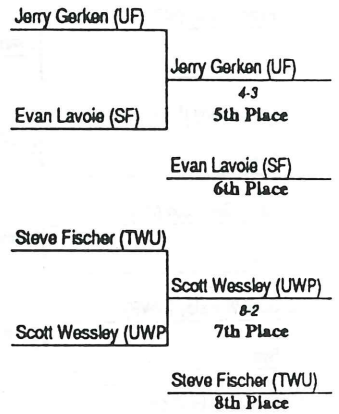 Jerry Gerken (UF)
Jerry Gerken (UF)
4-3
Evan Lavoie (SF)
5th Place
Evan Lavoie (SF)
6th Place
Steve Fischer (TWU)
Scott Wessley (UWP)
8-2
Scott Wessley (UWP
7th Place
Steve Fischer (TWU)
8th Place